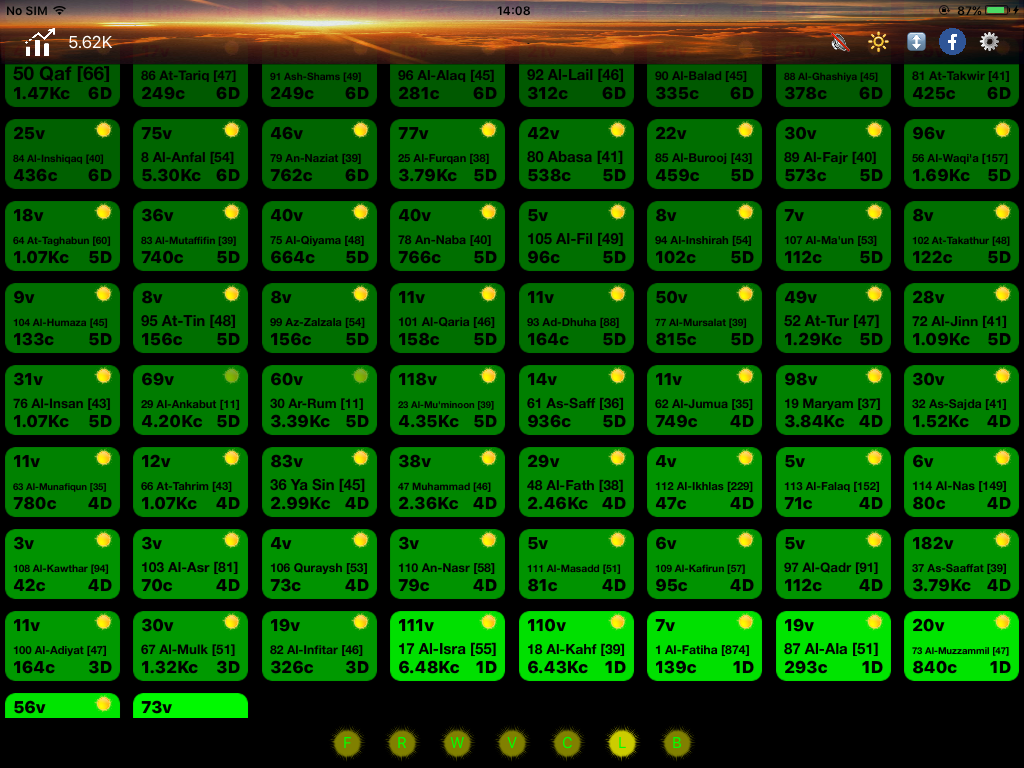 No SIM 14:08 87%
5.62K
50 Qaf [66] 86 At-Tariq [47] 91 Ash-Shams [49] 96 Al-Alaq [45] 92 Al-Lail [46] 90 Al-Balad [45] 88 Al-Ghashiya [45] 81 At-Takwir [41]
1.47Kc 6D 249c 6D 249c 6D 281c 6D 312c 6D 335c 6D 378c 6D 425c 6D
25v 75v 46v 77v 42v 22v 30v 96v
84 Al-Inshiqaq [40] 8 Al-Anfal [54] 79 An-Naziat [39] 25 Al-Furqan [38] 80 Abasa [41] 85 Al-Burooj [43] 89 Al-Fajr [40] 56 Al-Waqi'a [157]
436c 6D 5.30Kc 6D 762c 6D 3.79Kc 5D 538c 5D 459c 5D 573c 5D 1.69Kc 5D
18v 36v 40v 40v 5v 8v 7v 8v
64 At-Taghabun [60] 83 Al-Mutaffifin [39] 75 Al-Qiyama [48] 78 An-Naba [40] 105 Al-Fil [49] 94 Al-Inshirah [54] 107 Al-Ma'un [53] 102 At-Takathur [48]
1.07Kc 5D 740c 5D 664c 5D 766c 5D 96c 5D 102c 5D 112c 5D 122c 5D
9v 8v 8v 11v 11v 50v 49v 28v
104 Al-Humaza [45] 95 At-Tin [48] 99 Az-Zalzala [54] 101 Al-Qaria [46] 93 Ad-Dhuha [88] 77 Al-Mursalat [39] 52 At-Tur [47] 72 Al-Jinn [41]
133c 5D 156c 5D 156c 5D 158c 5D 164c 5D 815c 5D 1.29Kc 5D 1.09Kc 5D
31v 69v 60v 118v 14v 11v 98v 30v
76 Al-Insan [43] 29 Al-Ankabut [11] 30 Ar-Rum [11] 23 Al-Mu'minoon [39] 61 As-Saff [36] 62 Al-Jumua [35] 19 Maryam [37] 32 As-Sajda [41]
1.07Kc 5D 4.20Kc 5D 3.39Kc 5D 4.35Kc 5D 936c 5D 749c 4D 3.84Kc 4D 1.52Kc 4D
11v 12v 83v 38v 29v 4v 5v 6v
63 Al-Munafiqun [35] 66 At-Tahrim [43] 36 Ya Sin [45] 47 Muhammad [46] 48 Al-Fath [38] 112 Al-Ikhlas [229] 113 Al-Falaq [152] 114 Al-Nas [149]
780c 4D 1.07Kc 4D 2.99Kc 4D 2.36Kc 4D 2.46Kc 4D 47c 4D 71c 4D 80c 4D
3v 3v 4v 3v 5v 6v 5v 182v
108 Al-Kawthar [94] 103 Al-Asr [81] 106 Quraysh [53] 110 An-Nasr [58] 111 Al-Masadd [51] 109 Al-Kafirun [57] 97 Al-Qadr [91] 37 As-Saaffat [39]
42c 4D 70c 4D 73c 4D 79c 4D 81c 4D 95c 4D 112c 4D 3.79Kc 4D
11v 30v 19v 111v 110v 7v 19v 20v
100 Al-Adiyat [47] 67 Al-Mulk [51] 82 Al-Infitar [46] 17 Al-Isra [55] 18 Al-Kahf [39] 1 Al-Fatiha [874] 87 Al-Ala [51] 73 Al-Muzzammil [47]
164c 3D 1.32Kc 3D 326c 3D 6.48Kc 1D 6.43Kc 1D 139c 1D 293c 1D 840c 1D
56v 73v
F R W V C L B